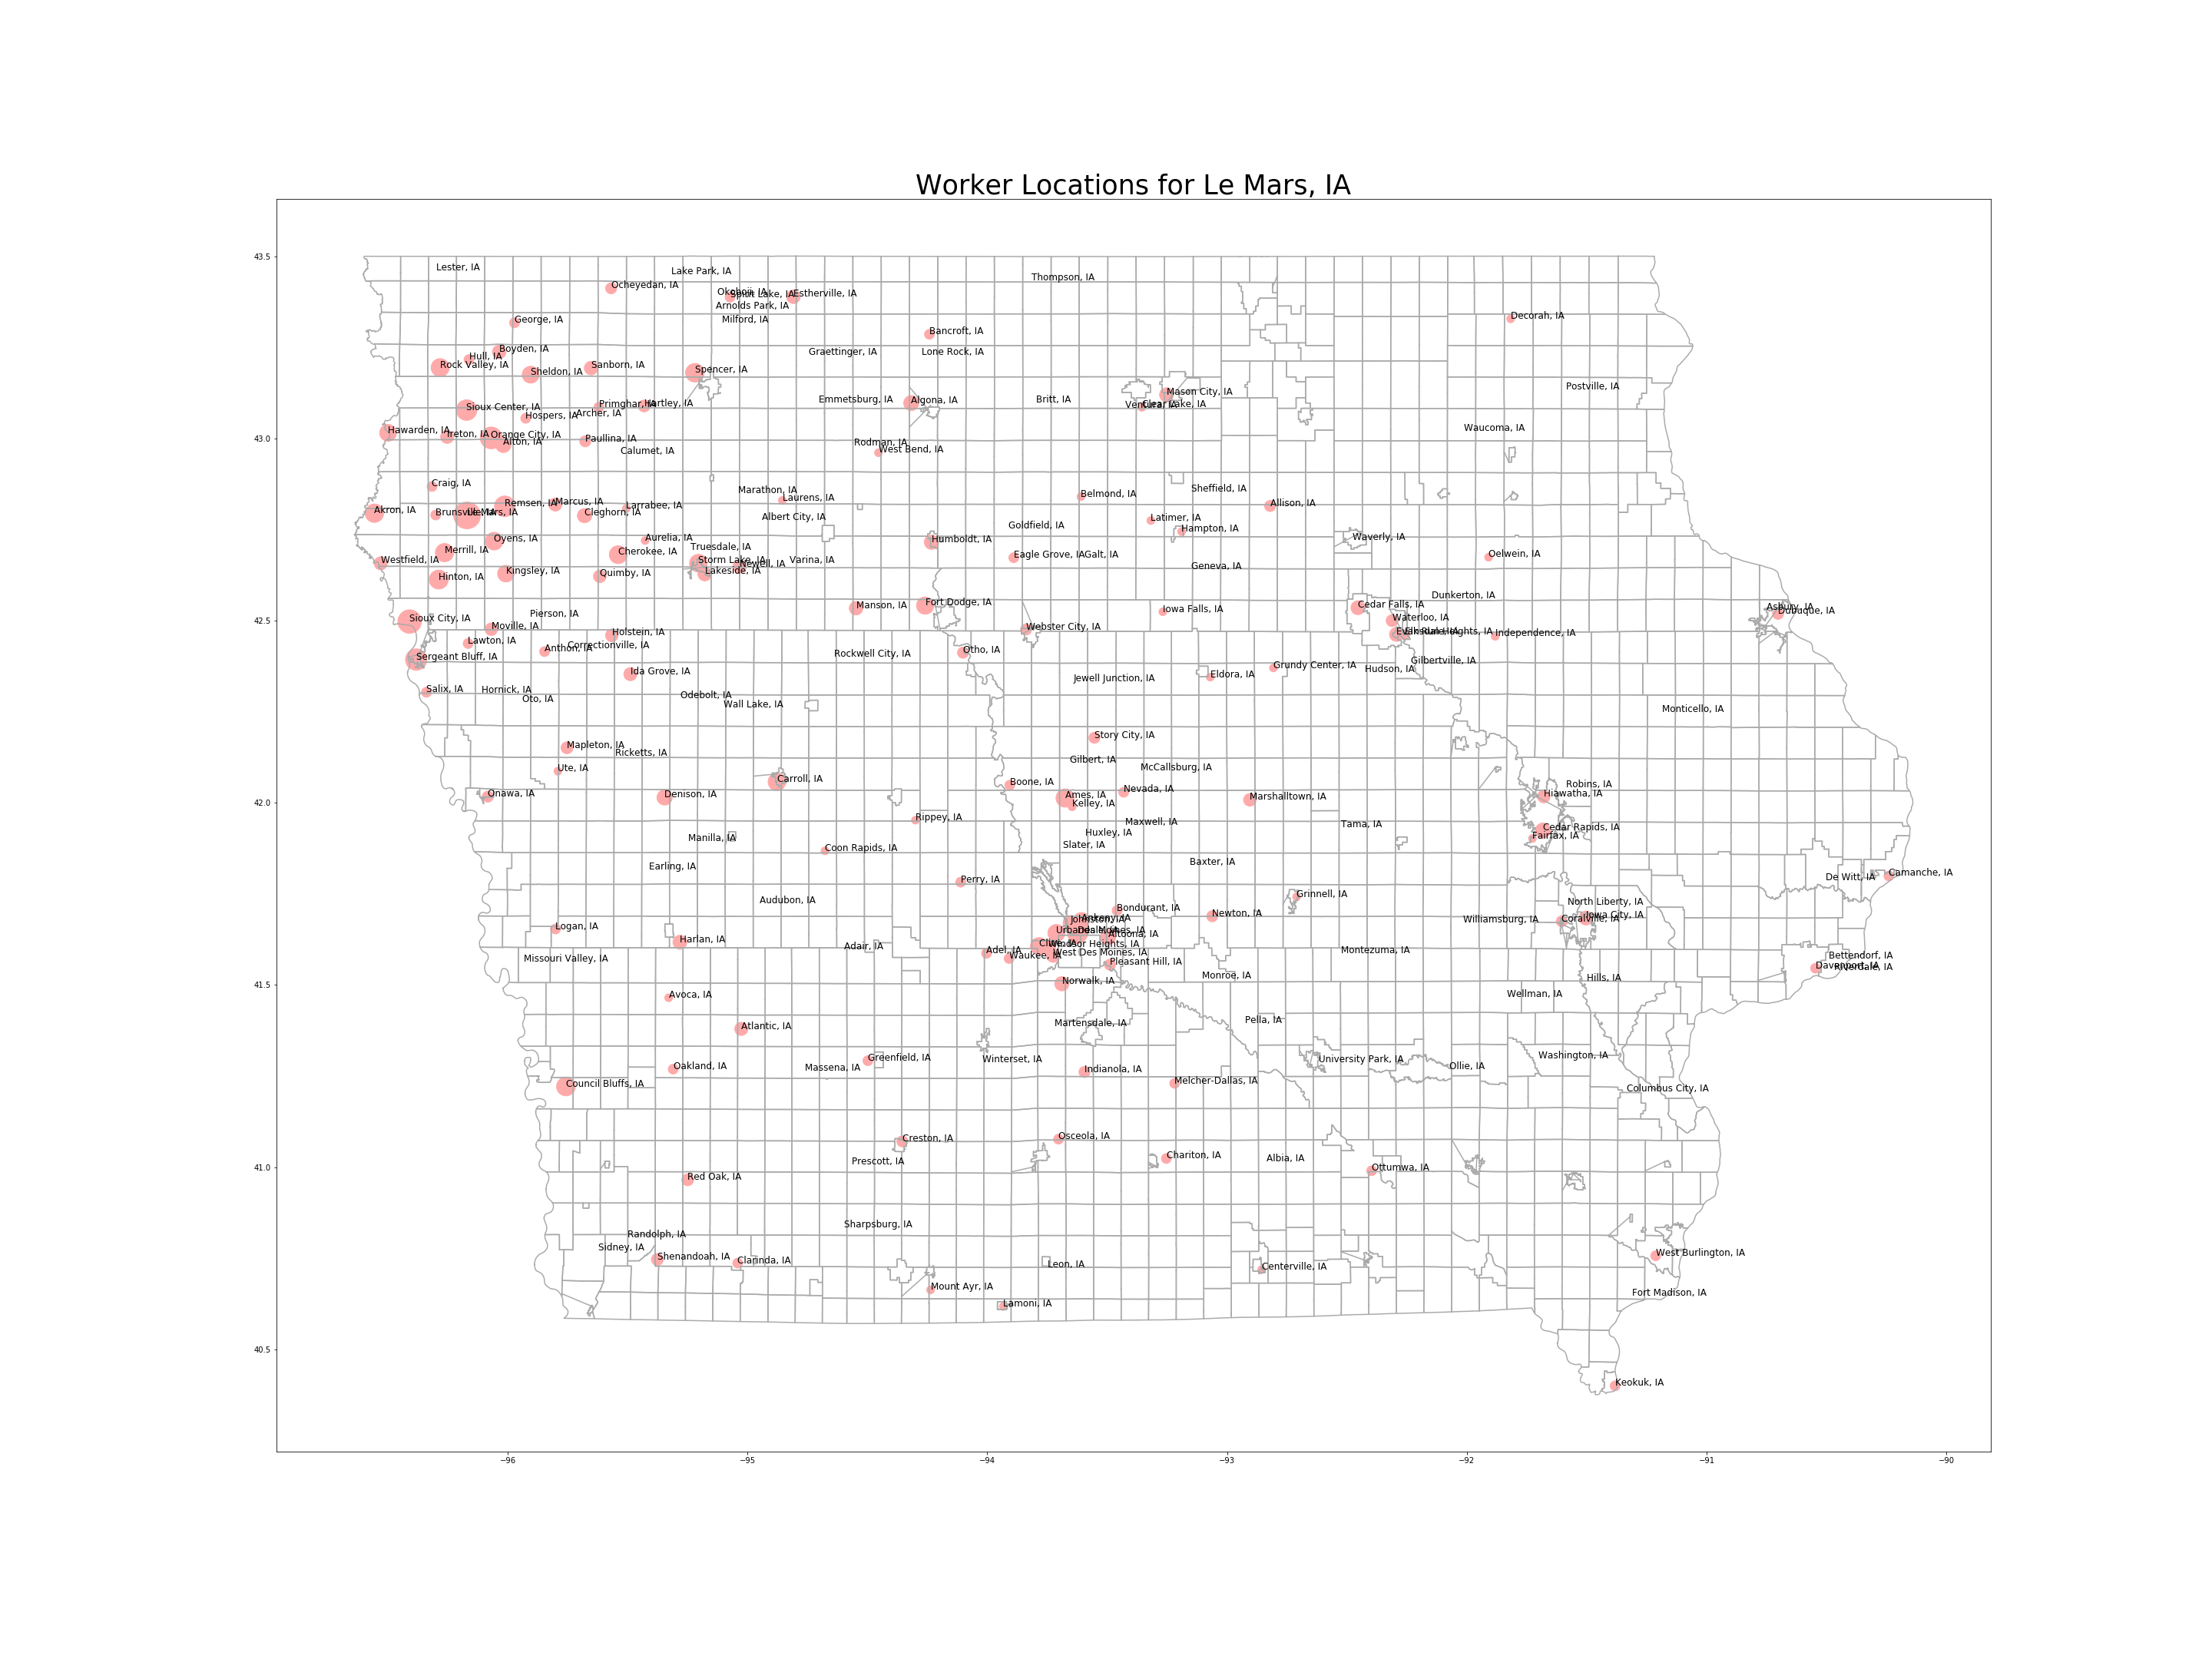 Worker Locations for Le Mars, IA
43.5
43.0
42.5
42.0
41.5
41.0
40.5
−96
−95
−94
−93
−92
−91
−90
Lester, IA
Lake Park, IA
Thompson, IA
Ocheyedan, IA
Okoboji, IA
Spirit Lake, IA
Estherville, IA
Arnolds Park, IA
Milford, IA
George, IA
Bancroft, IA
Decorah, IA
Boyden, IA
Hull, IA
Rock Valley, IA
Sheldon, IA
Sanborn, IA
Spencer, IA
Graettinger, IA
Lone Rock, IA
Postville, IA
Mason City, IA
Clear Lake, IA
Ventura, IA
Britt, IA
Emmetsburg, IA
Algona, IA
Sioux Center, IA
Hospers, IA
Primghar, IA
Archer, IA
Hartley, IA
Hawarden, IA
Ireton, IA
Orange City, IA
Alton, IA
Paullina, IA
Calumet, IA
Rodman, IA
West Bend, IA
Waucoma, IA
Craig, IA
Marathon, IA
Laurens, IA
Belmond, IA
Sheffield, IA
Allison, IA
Akron, IA
Brunsville, IA
Le Mars, IA
Remsen, IA
Marcus, IA
Cleghorn, IA
Larrabee, IA
Albert City, IA
Goldfield, IA
Latimer, IA
Hampton, IA
Merrill, IA
Oyens, IA
Cherokee, IA
Aurelia, IA
Truesdale, IA
Humboldt, IA
Eagle Grove, IA
Galt, IA
Waverly, IA
Oelwein, IA
Westfield, IA
Hinton, IA
Kingsley, IA
Quimby, IA
Storm Lake, IA
Lakeside, IA
Newell, IA
Varina, IA
Geneva, IA
Sioux City, IA
Pierson, IA
Manson, IA
Fort Dodge, IA
Iowa Falls, IA
Cedar Falls, IA
Dunkerton, IA
Asbury, IA
Dubuque, IA
Moville, IA
Lawton, IA
Anthon, IA
Correctionville, IA
Holstein, IA
Webster City, IA
Waterloo, IA
Evansdale, IA
Elk Run Heights, IA
Independence, IA
Sergeant Bluff, IA
Ida Grove, IA
Rockwell City, IA
Otho, IA
Jewell Junction, IA
Eldora, IA
Grundy Center, IA
Hudson, IA
Gilbertville, IA
Salix, IA
Hornick, IA
Oto, IA
Odebolt, IA
Wall Lake, IA
Monticello, IA
Mapleton, IA
Ricketts, IA
Ute, IA
Story City, IA
Gilbert, IA
McCallsburg, IA
Onawa, IA
Denison, IA
Carroll, IA
Boone, IA
Ames, IA
Kelley, IA
Nevada, IA
Marshalltown, IA
Robins, IA
Hiawatha, IA
Rippey, IA
Maxwell, IA
Huxley, IA
Slater, IA
Tama, IA
Cedar Rapids, IA
Fairfax, IA
Manilla, IA
Coon Rapids, IA
Earling, IA
Baxter, IA
Perry, IA
Audubon, IA
Grinnell, IA
De Witt, IA
Camanche, IA
Bondurant, IA
Newton, IA
North Liberty, IA
Iowa City, IA
Coralville, IA
Williamsburg, IA
Ankeny, IA
Johnston, IA
Urbandale, IA
Des Moines, IA
Altoona, IA
Clive, IA
Windsor Heights, IA
West Des Moines, IA
Waukee, IA
Adel, IA
Adair, IA
Pleasant Hill, IA
Logan, IA
Harlan, IA
Missouri Valley, IA
Montezuma, IA
Monroe, IA
Norwalk, IA
Hills, IA
Bettendorf, IA
Davenport, IA
Riverdale, IA
Wellman, IA
Avoca, IA
Atlantic, IA
Martensdale, IA
Pella, IA
Oakland, IA
Massena, IA
Greenfield, IA
Winterset, IA
Indianola, IA
University Park, IA
Ollie, IA
Washington, IA
Council Bluffs, IA
Melcher-Dallas, IA
Columbus City, IA
Creston, IA
Prescott, IA
Osceola, IA
Chariton, IA
Albia, IA
Ottumwa, IA
Red Oak, IA
Sharpsburg, IA
Randolph, IA
Sidney, IA
Shenandoah, IA
Clarinda, IA
Leon, IA
Centerville, IA
West Burlington, IA
Mount Ayr, IA
Lamoni, IA
Fort Madison, IA
Keokuk, IA